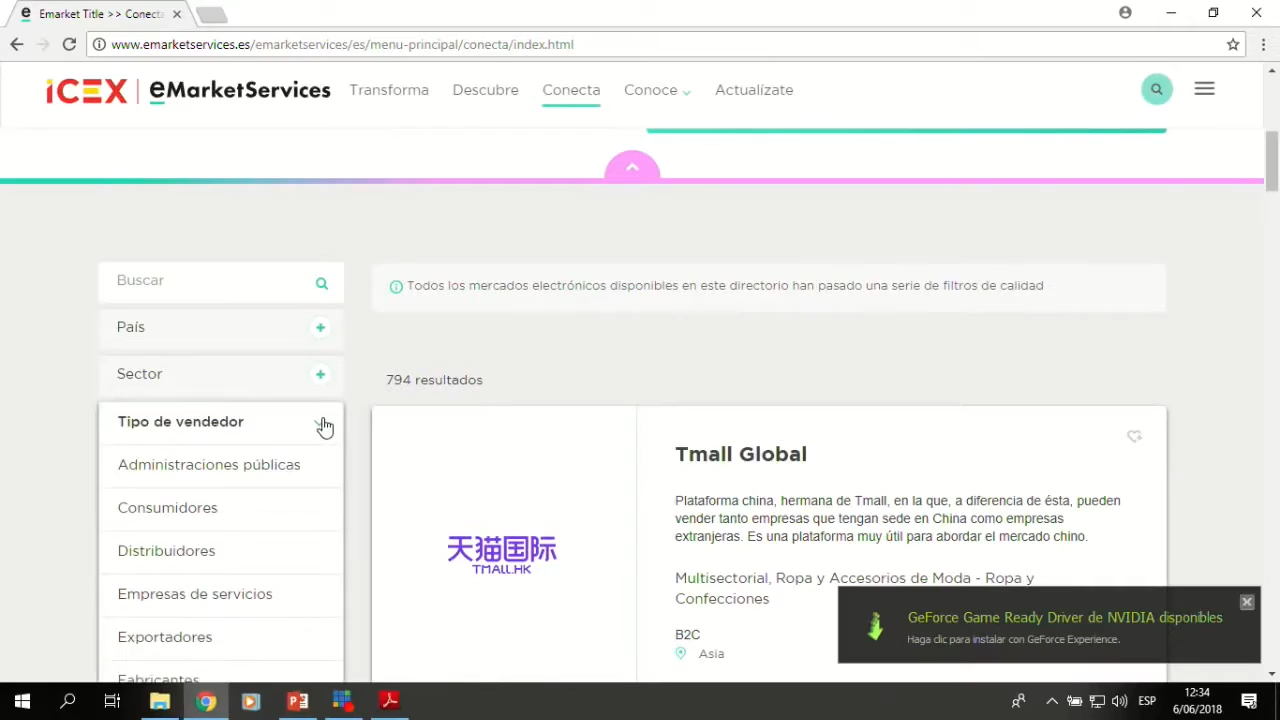 Emarket Title >> Conecta
www.emarketservices.es/emarketservices/es/menu-principal/conecta/index.html
iCEX eMarketServices Transforma Descubre Conecta Conoce Actualízate
Buscar
País
Sector
Tipo de vendedor
Administraciones públicas
Consumidores
Distribuidores
Empresas de servicios
Exportadores
Fabricantes
Todos los mercados electrónicos disponibles en este directorio han pasado una serie de filtros de calidad
794 resultados
天猫国际
TMALL.HK
Tmall Global
Plataforma china, hermana de Tmall, en la que, a diferencia de ésta, pueden
vender tanto empresas que tengan sede en China como empresas
extranjeras. Es una plataforma muy útil para abordar el mercado chino.
Multisectorial, Ropa y Accesorios de Moda - Ropa y
Confecciones
B2C
Asia
GeForce Game Ready Driver de NVIDIA disponibles
Haga clic para instalar con GeForce Experience.
ESP
12:34
6/06/2018